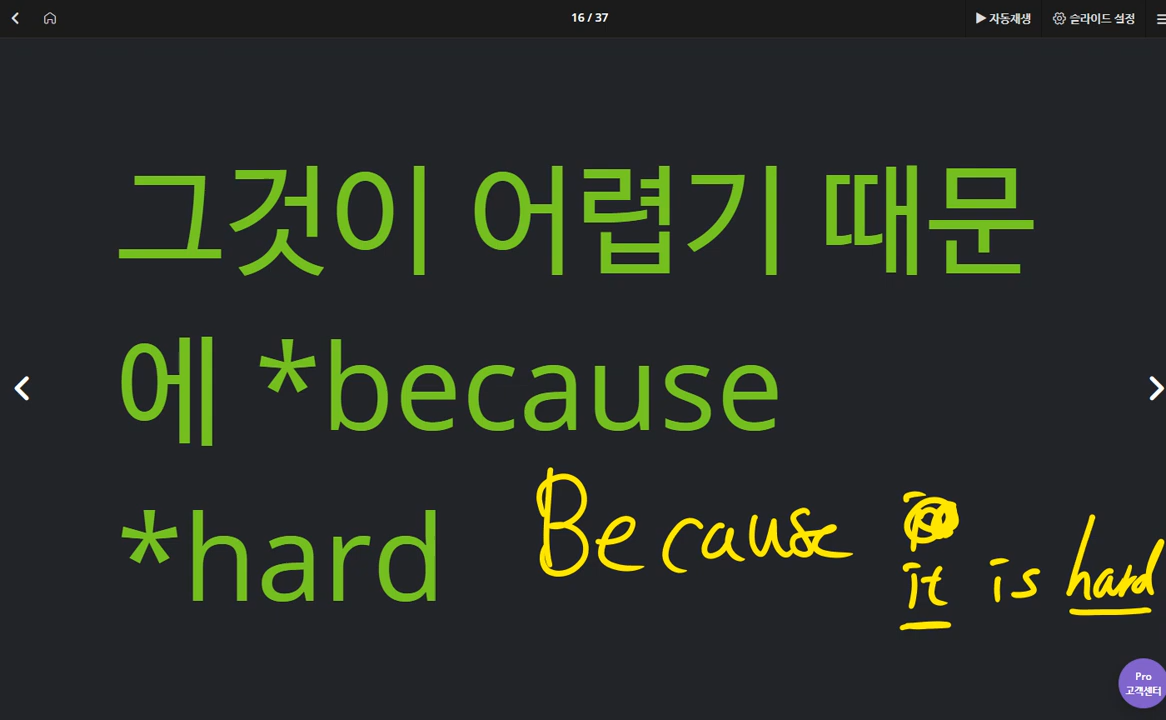 16 / 37
▶ 자동재생
슬라이드 설정
그것이 어렵기 때문
에 *because
*hard
Because
it is hard
Pro
고객센터